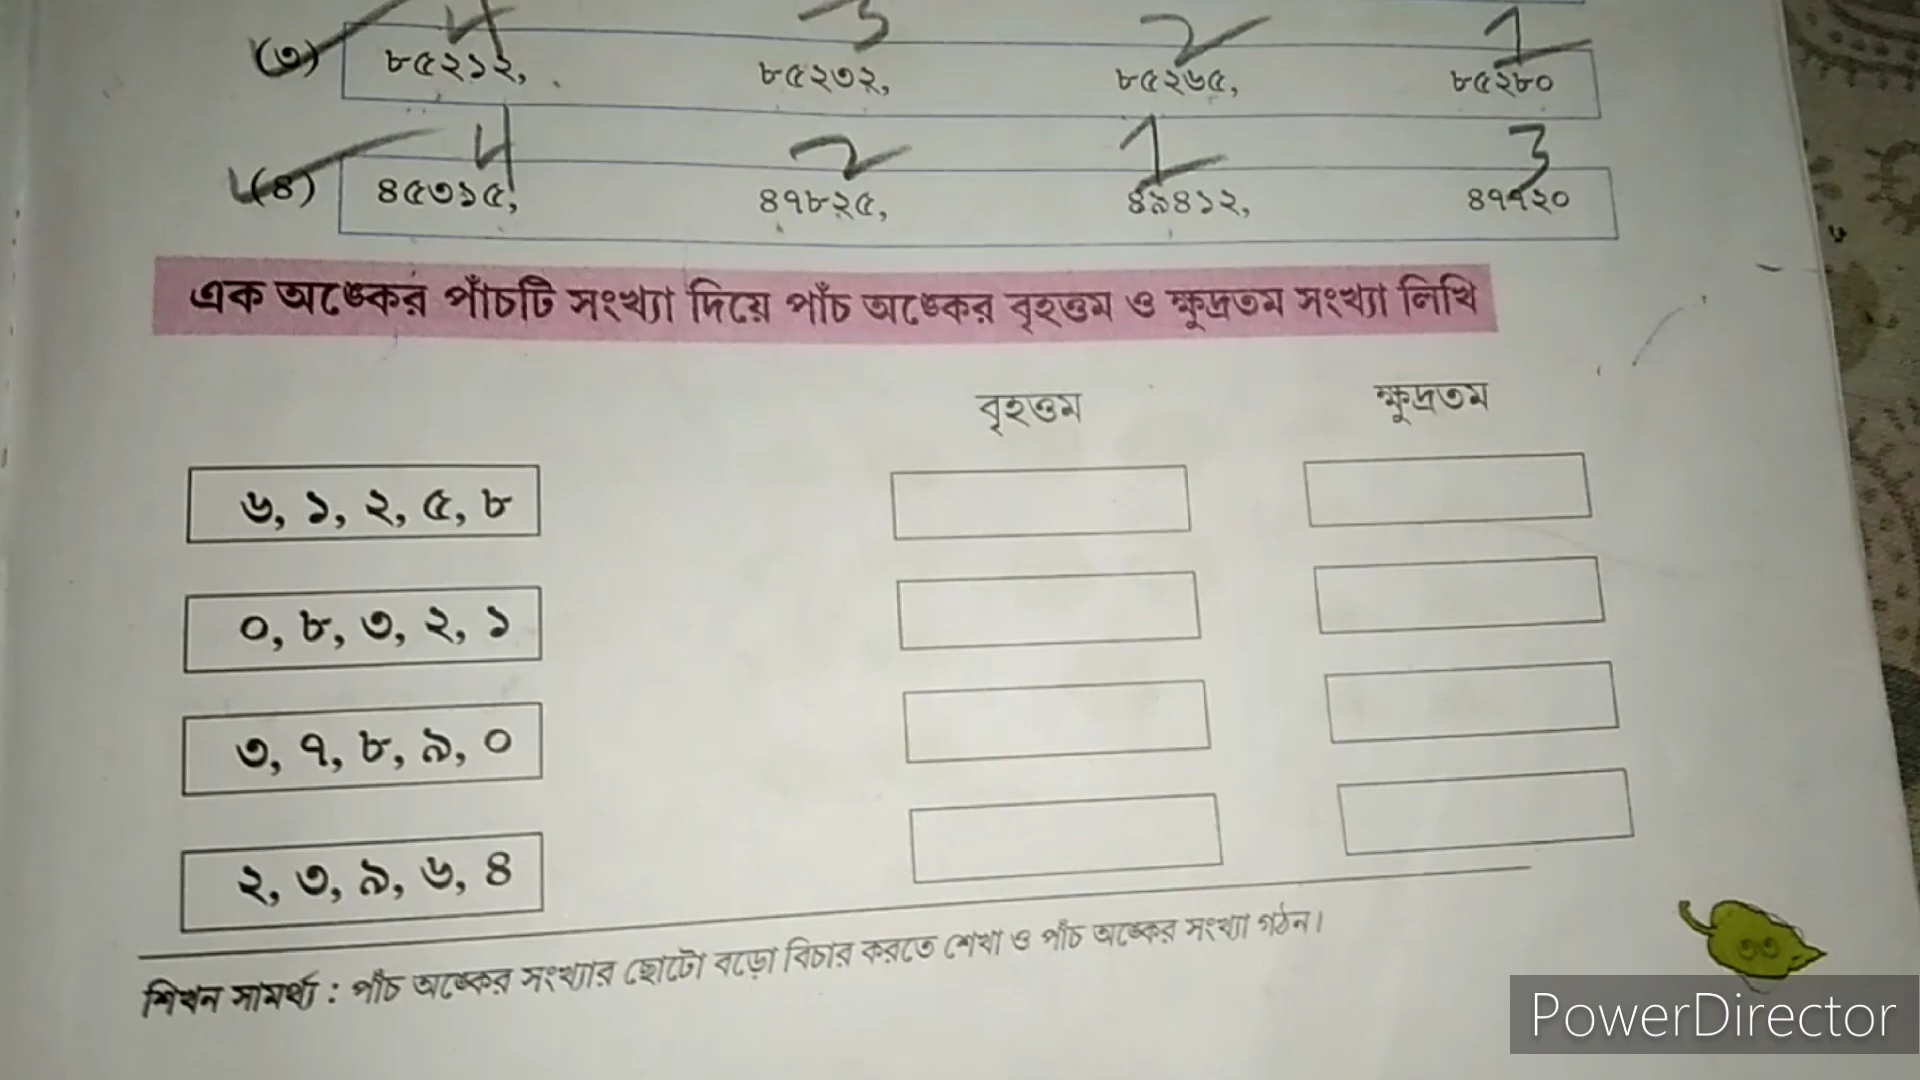 4 3 2 1
(৩) ৮৫২১২, ৮৫২৩২, ৮৫২৬৫, ৮৫২৮০
4 2 1 3
(৪) ৪৫৩১৫, ৪৭৮২৫, ৪৯৪১২, ৪৭৭২০
এক অঙ্কের পাঁচটি সংখ্যা দিয়ে পাঁচ অঙ্কের বৃহত্তম ও ক্ষুদ্রতম সংখ্যা লিখি
বৃহত্তম ক্ষুদ্রতম
৬, ১, ২, ৫, ৮
০, ৮, ৩, ২, ১
৩, ৭, ৮, ৯, ০
২, ৩, ৯, ৬, ৪
শিখন সামর্থ্য : পাঁচ অঙ্কের সংখ্যার ছোটো বড়ো বিচার করতে শেখা ও পাঁচ অঙ্কের সংখ্যা গঠন।
৩৩
PowerDirector